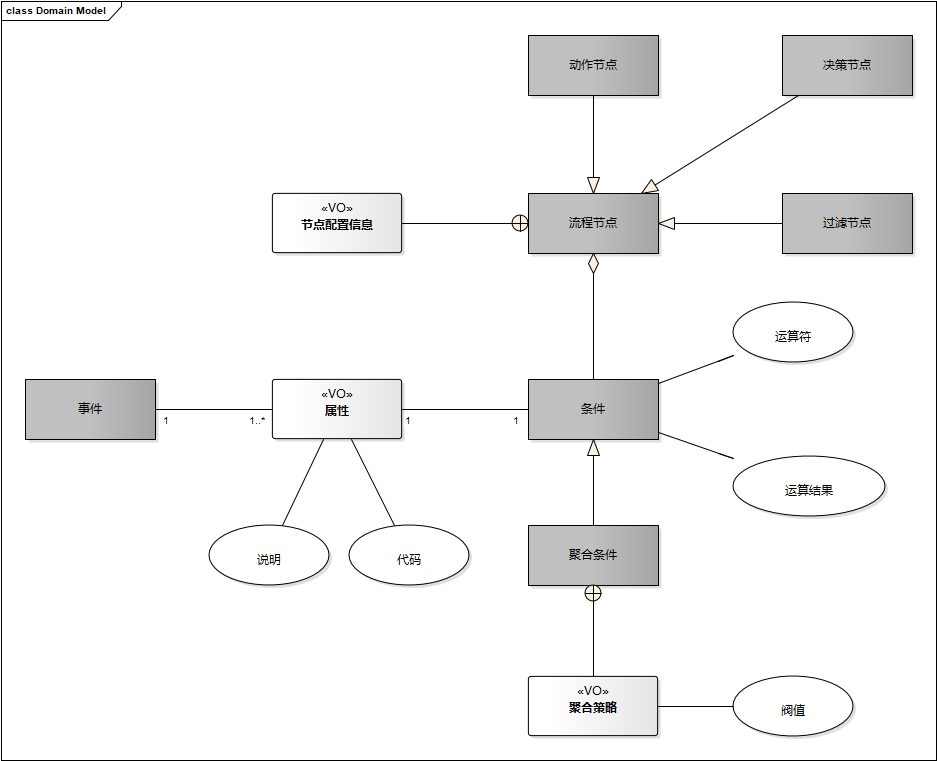 class Domain Model
动作节点
决策节点
«VO»
节点配置信息
流程节点
过滤节点
运算符
事件
1
1..*
«VO»
属性
1
1
条件
运算结果
说明
代码
聚合条件
«VO»
聚合策略
阀值